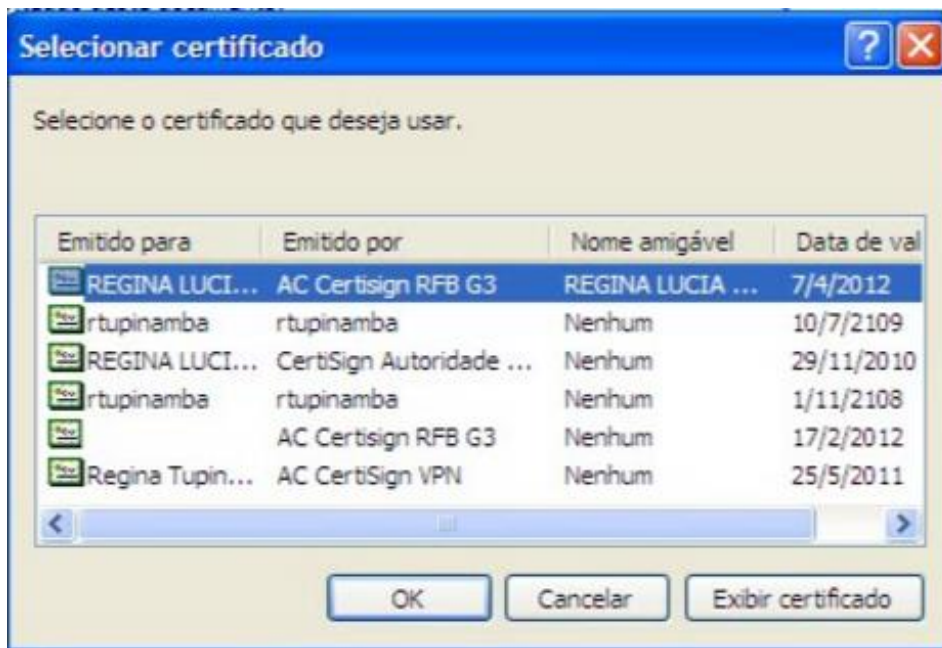 Selecionar certificado
Selecione o certificado que deseja usar.
Emitido para Emitido por Nome amigável Data de val
REGINA LUCI... AC Certisign RFB G3 REGINA LUCIA ... 7/4/2012
rtupinamba rtupinamba Nenhum 10/7/2109
REGINA LUCI... CertiSign Autoridade ... Nenhum 29/11/2010
rtupinamba rtupinamba Nenhum 1/11/2108
AC Certisign RFB G3 Nenhum 17/2/2012
Regina Tupin... AC CertiSign VPN Nenhum 25/5/2011
OK Cancelar Exibir certificado